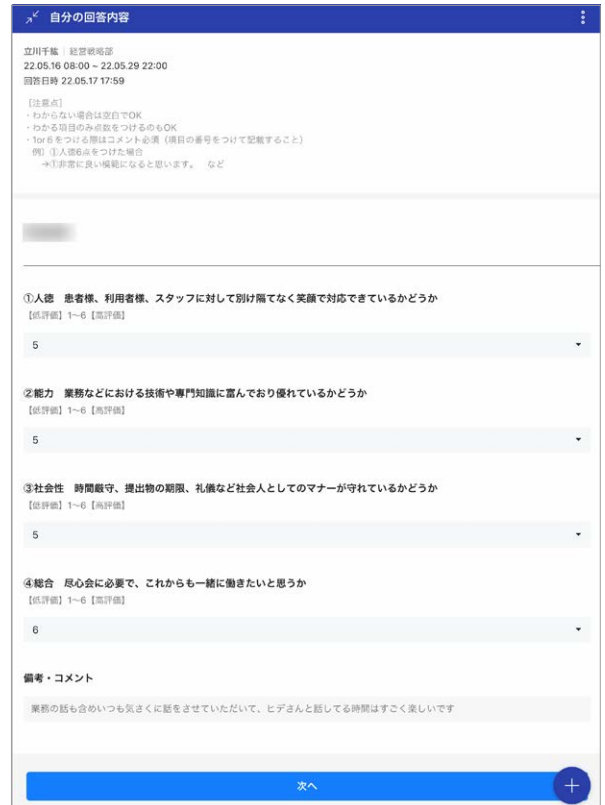 自分の回答内容
立川千紘 | 経営戦略部
22.05.16 08:00 ~ 22.05.29 22:00
回答日時 22.05.17 17:59
［注意点］
・わからない場合は空白でOK
・わかる項目のみ点数をつけるのもOK
・1or６をつける際はコメント必須（項目の番号をつけて記載すること）
例）①人徳6点をつけた場合
→①非常に良い模範になると思います。 など
①人徳　患者様、利用者様、スタッフに対して別け隔てなく笑顔で対応できているかどうか
【低評価】1〜6【高評価】
5
②能力　業務などにおける技術や専門知識に富んでおり優れているかどうか
【低評価】1〜6【高評価】
5
③社会性　時間厳守、提出物の期限、礼儀など社会人としてのマナーが守れているかどうか
【低評価】1〜6【高評価】
5
④総合　尽心会に必要で、これからも一緒に働きたいと思うか
【低評価】1〜6【高評価】
6
備考・コメント
業務の話も含めいつも気さくに話をさせていただいて、ヒデさんと話してる時間はすごく楽しいです
次へ